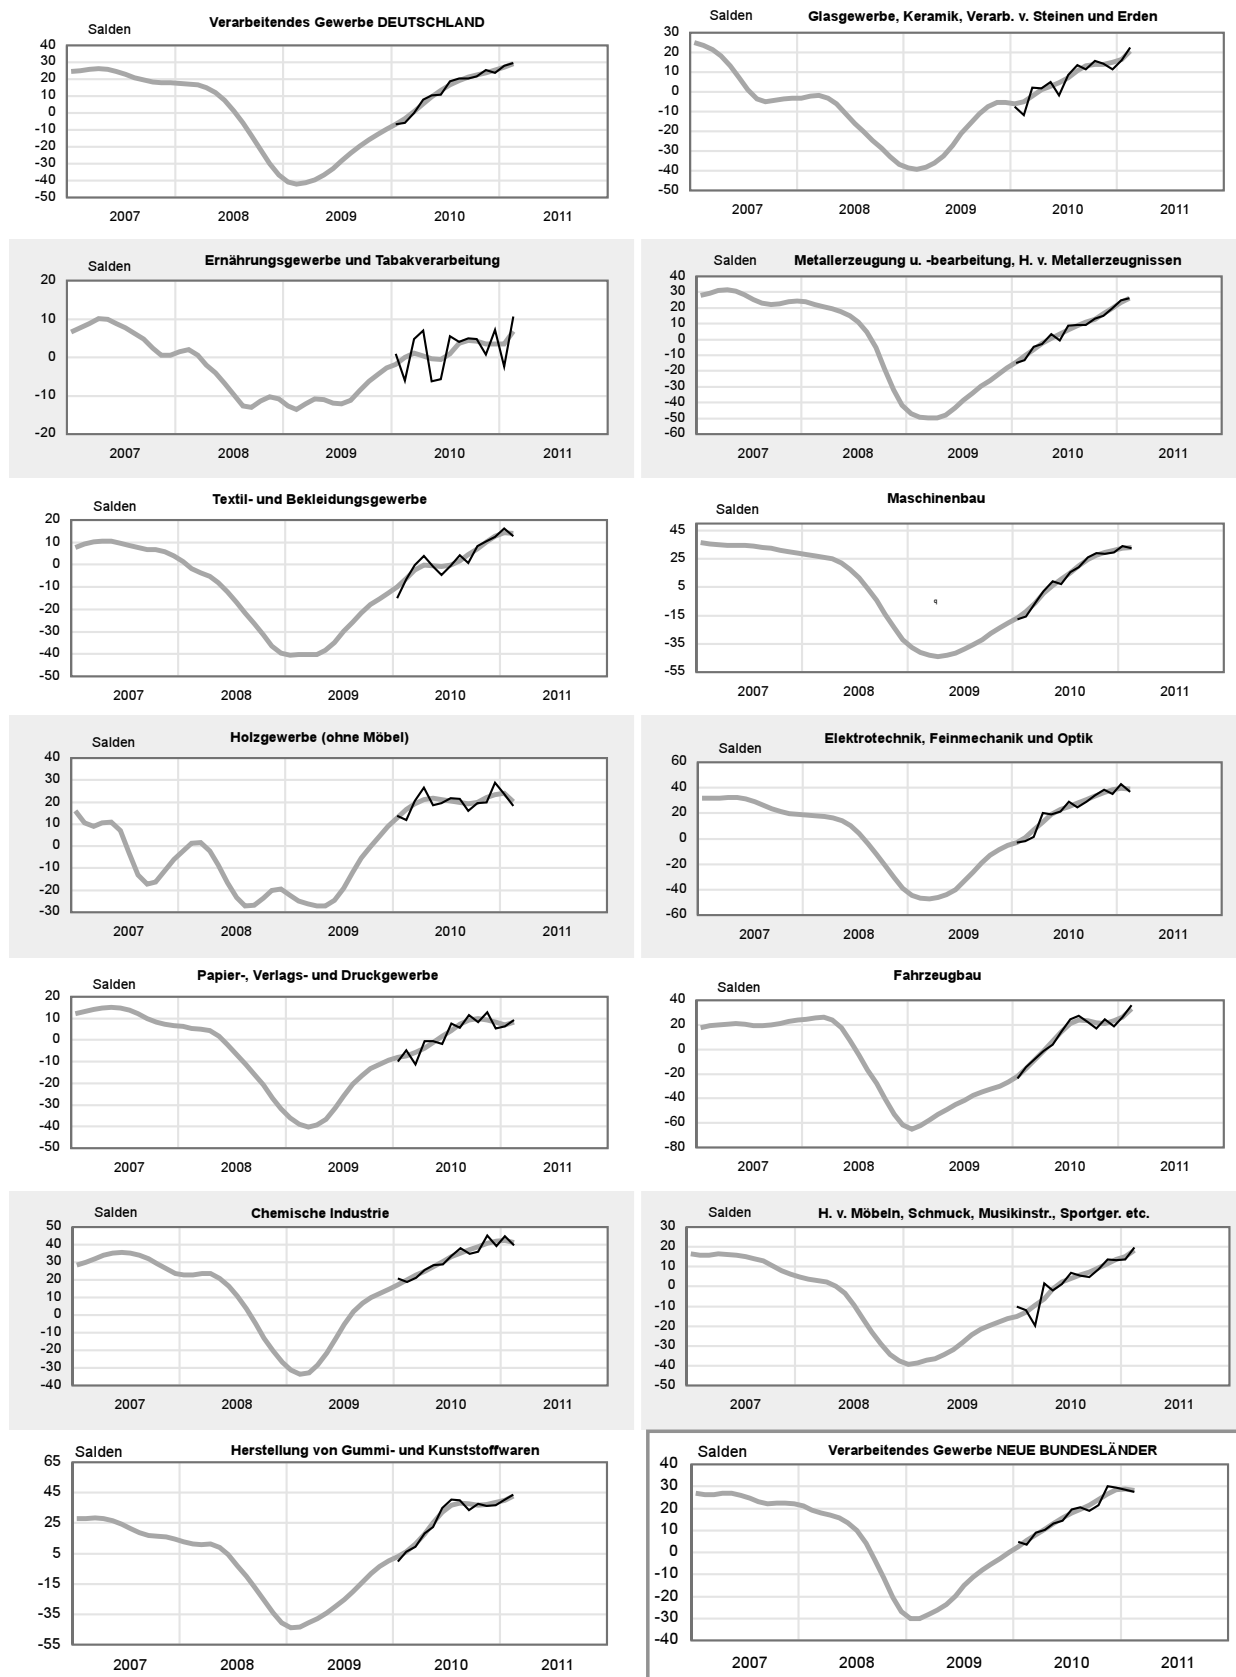 Verarbeitendes Gewerbe DEUTSCHLAND
Salden
40
30
20
10
0
-10
-20
-30
-40
-50
2007 2008 2009 2010 2011
Glasgewerbe, Keramik, Verarb. v. Steinen und Erden
Salden
30
20
10
0
-10
-20
-30
-40
-50
2007 2008 2009 2010 2011
Ernährungsgewerbe und Tabakverarbeitung
Salden
20
10
0
-10
-20
2007 2008 2009 2010 2011
Metallerzeugung u. -bearbeitung, H. v. Metallerzeugnissen
Salden
40
30
20
10
0
-10
-20
-30
-40
-50
-60
2007 2008 2009 2010 2011
Textil- und Bekleidungsgewerbe
Salden
20
10
0
-10
-20
-30
-40
-50
2007 2008 2009 2010 2011
Maschinenbau
Salden
45
25
5
-15
-35
-55
q
2007 2008 2009 2010 2011
Holzgewerbe (ohne Möbel)
Salden
40
30
20
10
0
-10
-20
-30
2007 2008 2009 2010 2011
Elektrotechnik, Feinmechanik und Optik
Salden
60
40
20
0
-20
-40
-60
2007 2008 2009 2010 2011
Papier-, Verlags- und Druckgewerbe
Salden
20
10
0
-10
-20
-30
-40
-50
2007 2008 2009 2010 2011
Fahrzeugbau
Salden
40
20
0
-20
-40
-60
-80
2007 2008 2009 2010 2011
Chemische Industrie
Salden
50
40
30
20
10
0
-10
-20
-30
-40
2007 2008 2009 2010 2011
H. v. Möbeln, Schmuck, Musikinstr., Sportger. etc.
Salden
30
20
10
0
-10
-20
-30
-40
-50
2007 2008 2009 2010 2011
Herstellung von Gummi- und Kunststoffwaren
Salden
65
45
25
5
-15
-35
-55
2007 2008 2009 2010 2011
Verarbeitendes Gewerbe NEUE BUNDESLÄNDER
Salden
40
30
20
10
0
-10
-20
-30
-40
2007 2008 2009 2010 2011